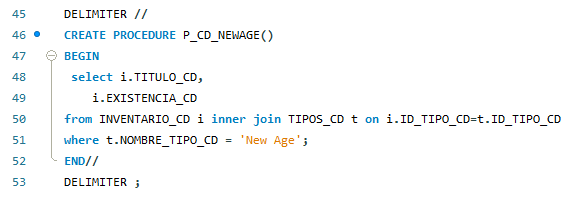 45 DELIMITER //
46 CREATE PROCEDURE P_CD_NEWAGE()
47 BEGIN
48 select i.TITULO_CD,
49 i.EXISTENCIA_CD
50 from INVENTARIO_CD i inner join TIPOS_CD t on i.ID_TIPO_CD=t.ID_TIPO_CD
51 where t.NOMBRE_TIPO_CD = 'New Age';
52 END//
53 DELIMITER ;